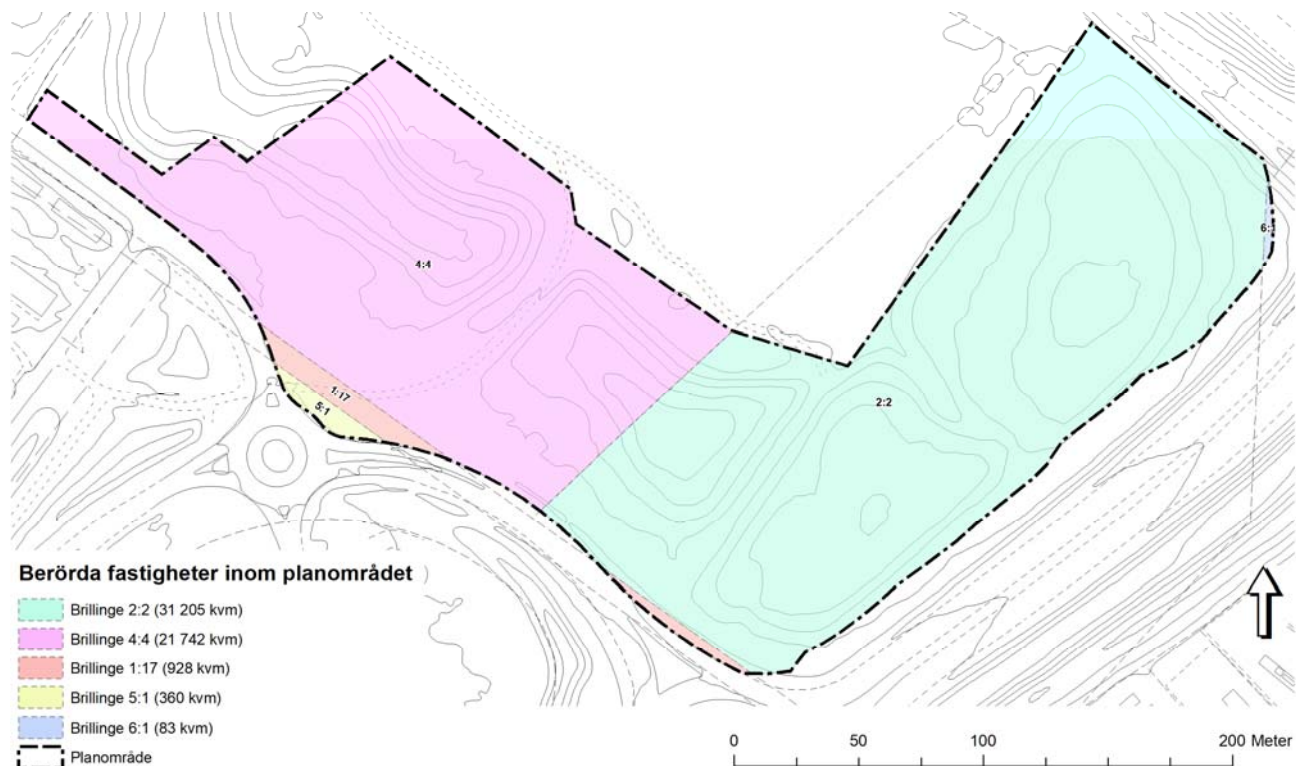 6:1
4:4
1:17
5:1
2:2
Berörda fastigheter inom planområdet
Brillinge 2:2 (31 205 kvm)
Brillinge 4:4 (21 742 kvm)
Brillinge 1:17 (928 kvm)
Brillinge 5:1 (360 kvm)
Brillinge 6:1 (83 kvm)
Planområde
0 50 100 200 Meter